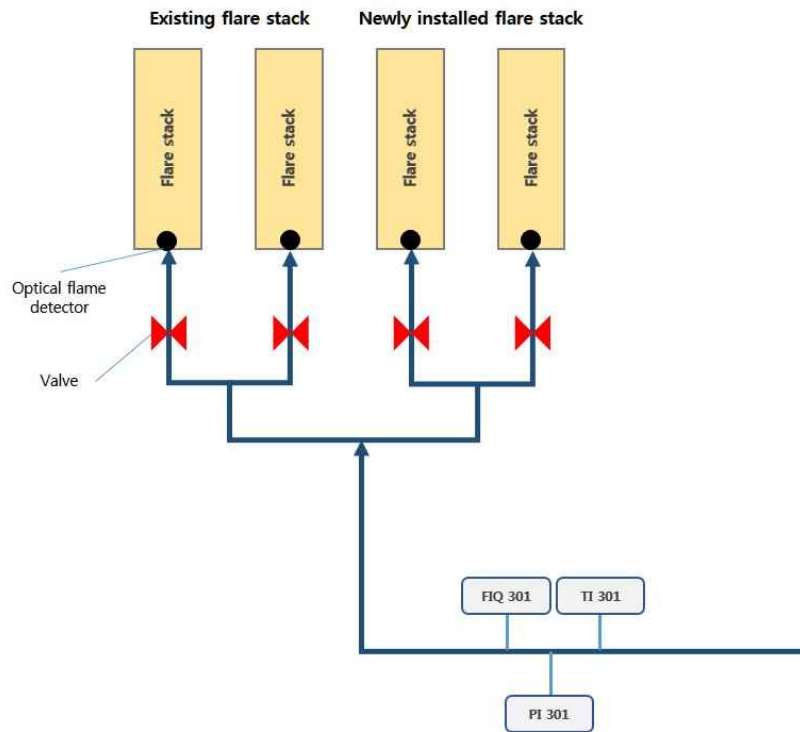 Existing flare stack
Newly installed flare stack
Flare stack
Flare stack
Flare stack
Flare stack
Optical flame
detector
Valve
FIQ 301
TI 301
PI 301